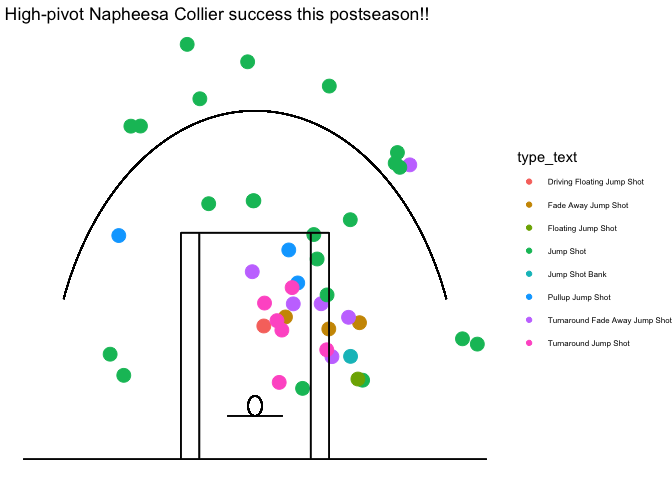 High-pivot Napheesa Collier success this postseason!!
type_text
Driving Floating Jump Shot
Fade Away Jump Shot
Floating Jump Shot
Jump Shot
Jump Shot Bank
Pullup Jump Shot
Turnaround Fade Away Jump Shot
Turnaround Jump Shot